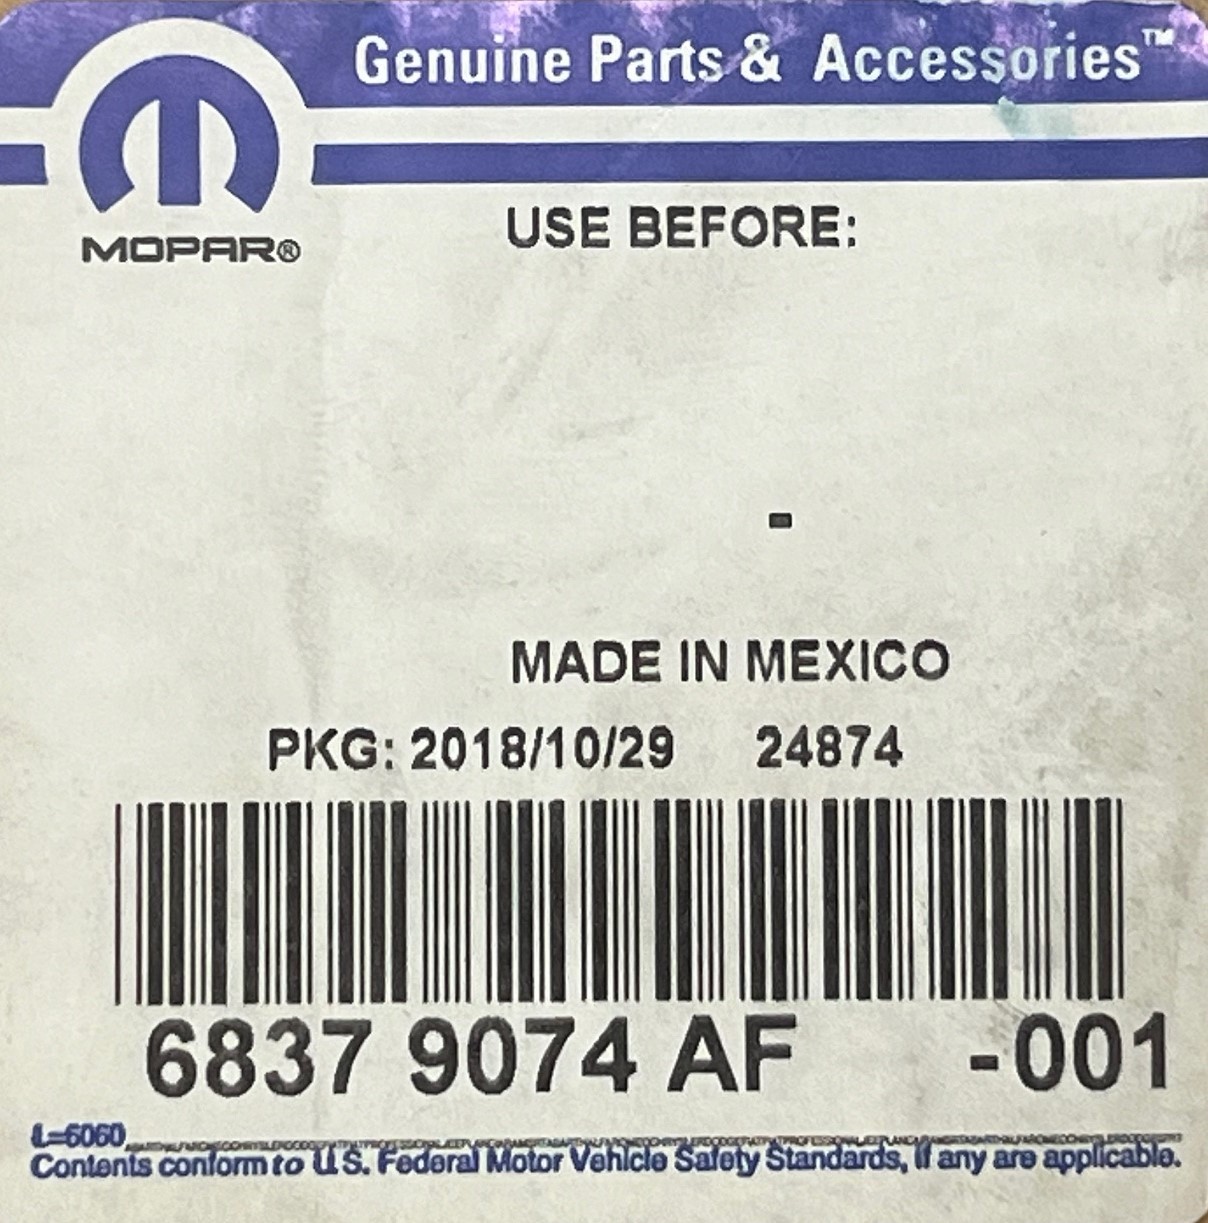 Genuine Parts & Accessories™
MOPAR®
USE BEFORE:
-
MADE IN MEXICO
PKG: 2018/10/29 24874
6837 9074 AF -001
L=6060
Contents conform to U.S. Federal Motor Vehicle Safety Standards, if any are applicable.